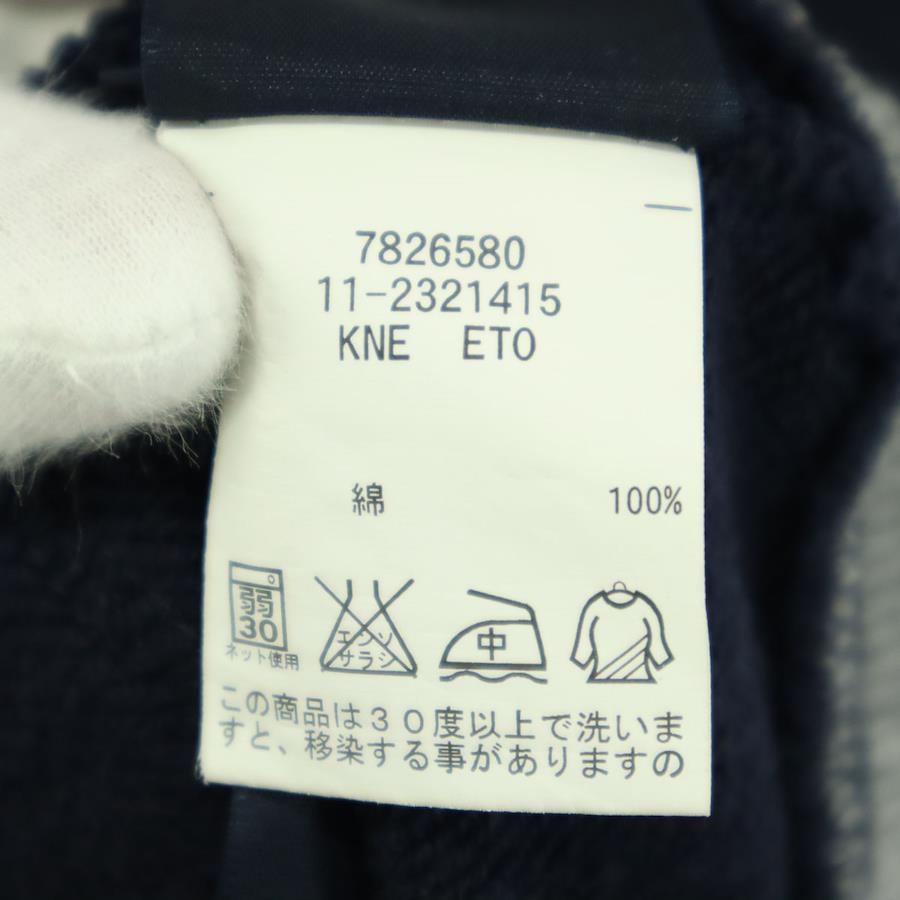 7826580
11-2321415
KNE ETO
綿 100%
弱
30
ネット使用
エンソ
サラシ
中
この商品は30度以上で洗いま
すと、移染する事がありますの